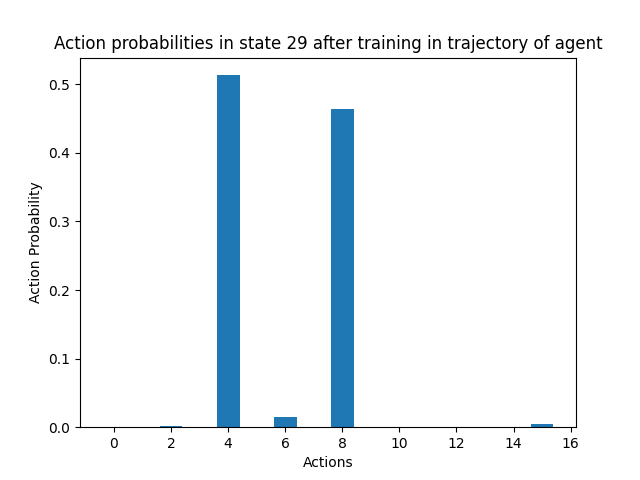 Action probabilities in state 29 after training in trajectory of agent
0.5
0.4
0.3
0.2
0.1
0.0
Action Probability
0 2 4 6 8 10 12 14 16
Actions